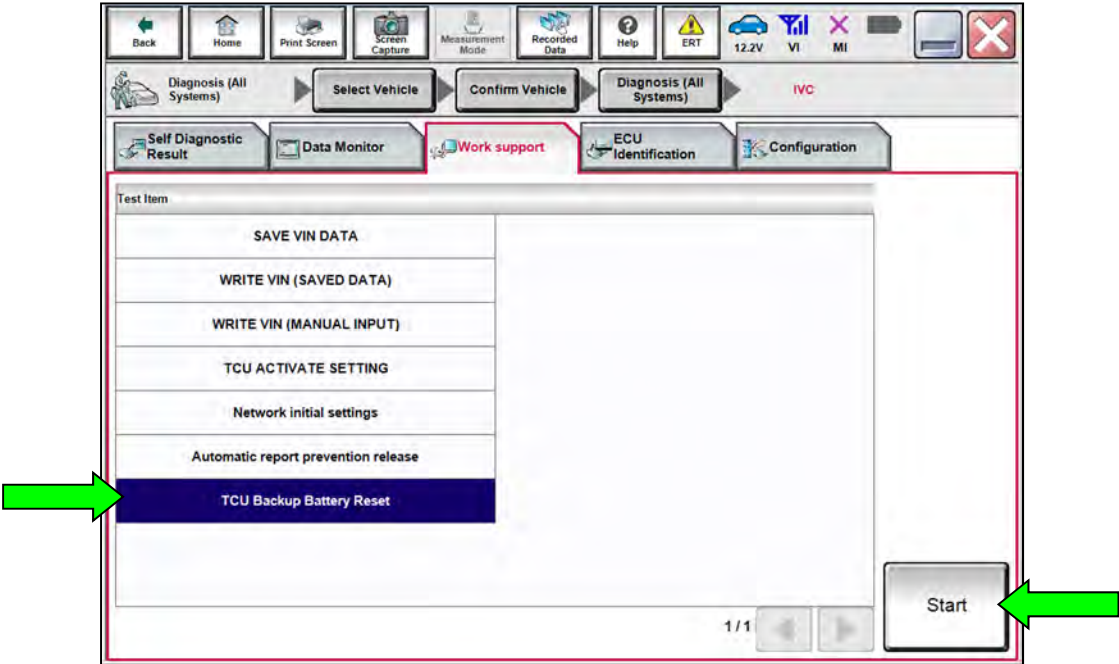 Back
Home
Print Screen
Screen
Capture
Measurement
Mode
Recorded
Data
Help
ERT
12.2V
VI
MI
Diagnosis (All
Systems)
Select Vehicle
Confirm Vehicle
Diagnosis (All
Systems)
IVC
Self Diagnostic
Result
Data Monitor
Work support
ECU
Identification
Configuration
Test Item
SAVE VIN DATA
WRITE VIN (SAVED DATA)
WRITE VIN (MANUAL INPUT)
TCU ACTIVATE SETTING
Network initial settings
Automatic report prevention release
TCU Backup Battery Reset
Start
1/1